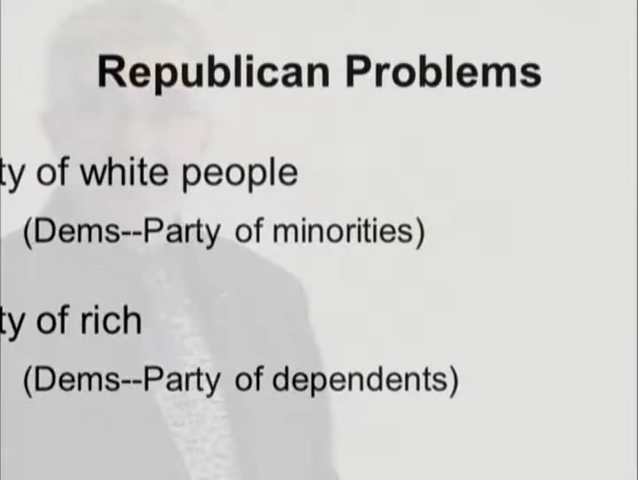 Republican Problems
ty of white people
(Dems--Party of minorities)
ty of rich
(Dems--Party of dependents)